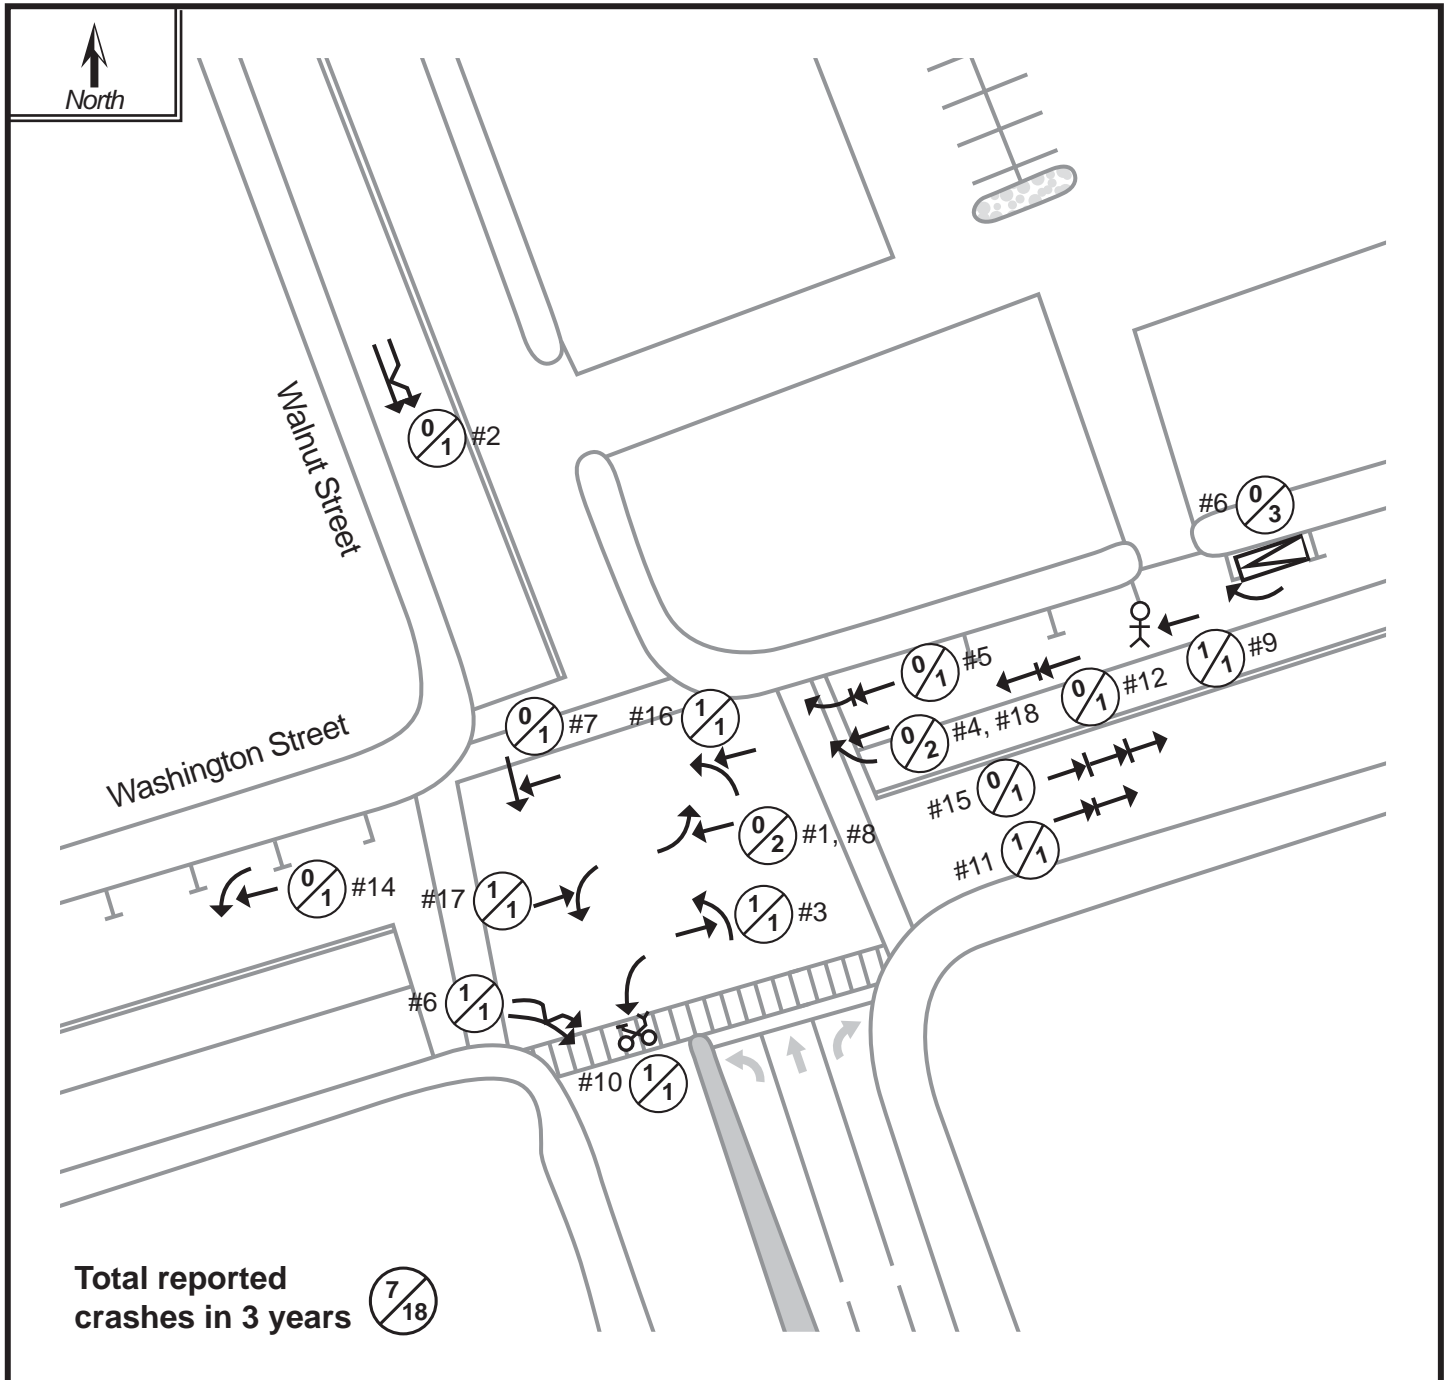 North
Walnut Street
0/1 #2
#6 0/3
1/1 #9
0/1 #5
0/1 #12
0/2 #4, #18
0/1 #7
#16 1/1
Washington Street
#15 0/1
0/2 #1, #8
#11 1/1
0/1 #14
#17 1/1
1/1 #3
#6 1/1
#10 1/1
Total reported
crashes in 3 years 7/18